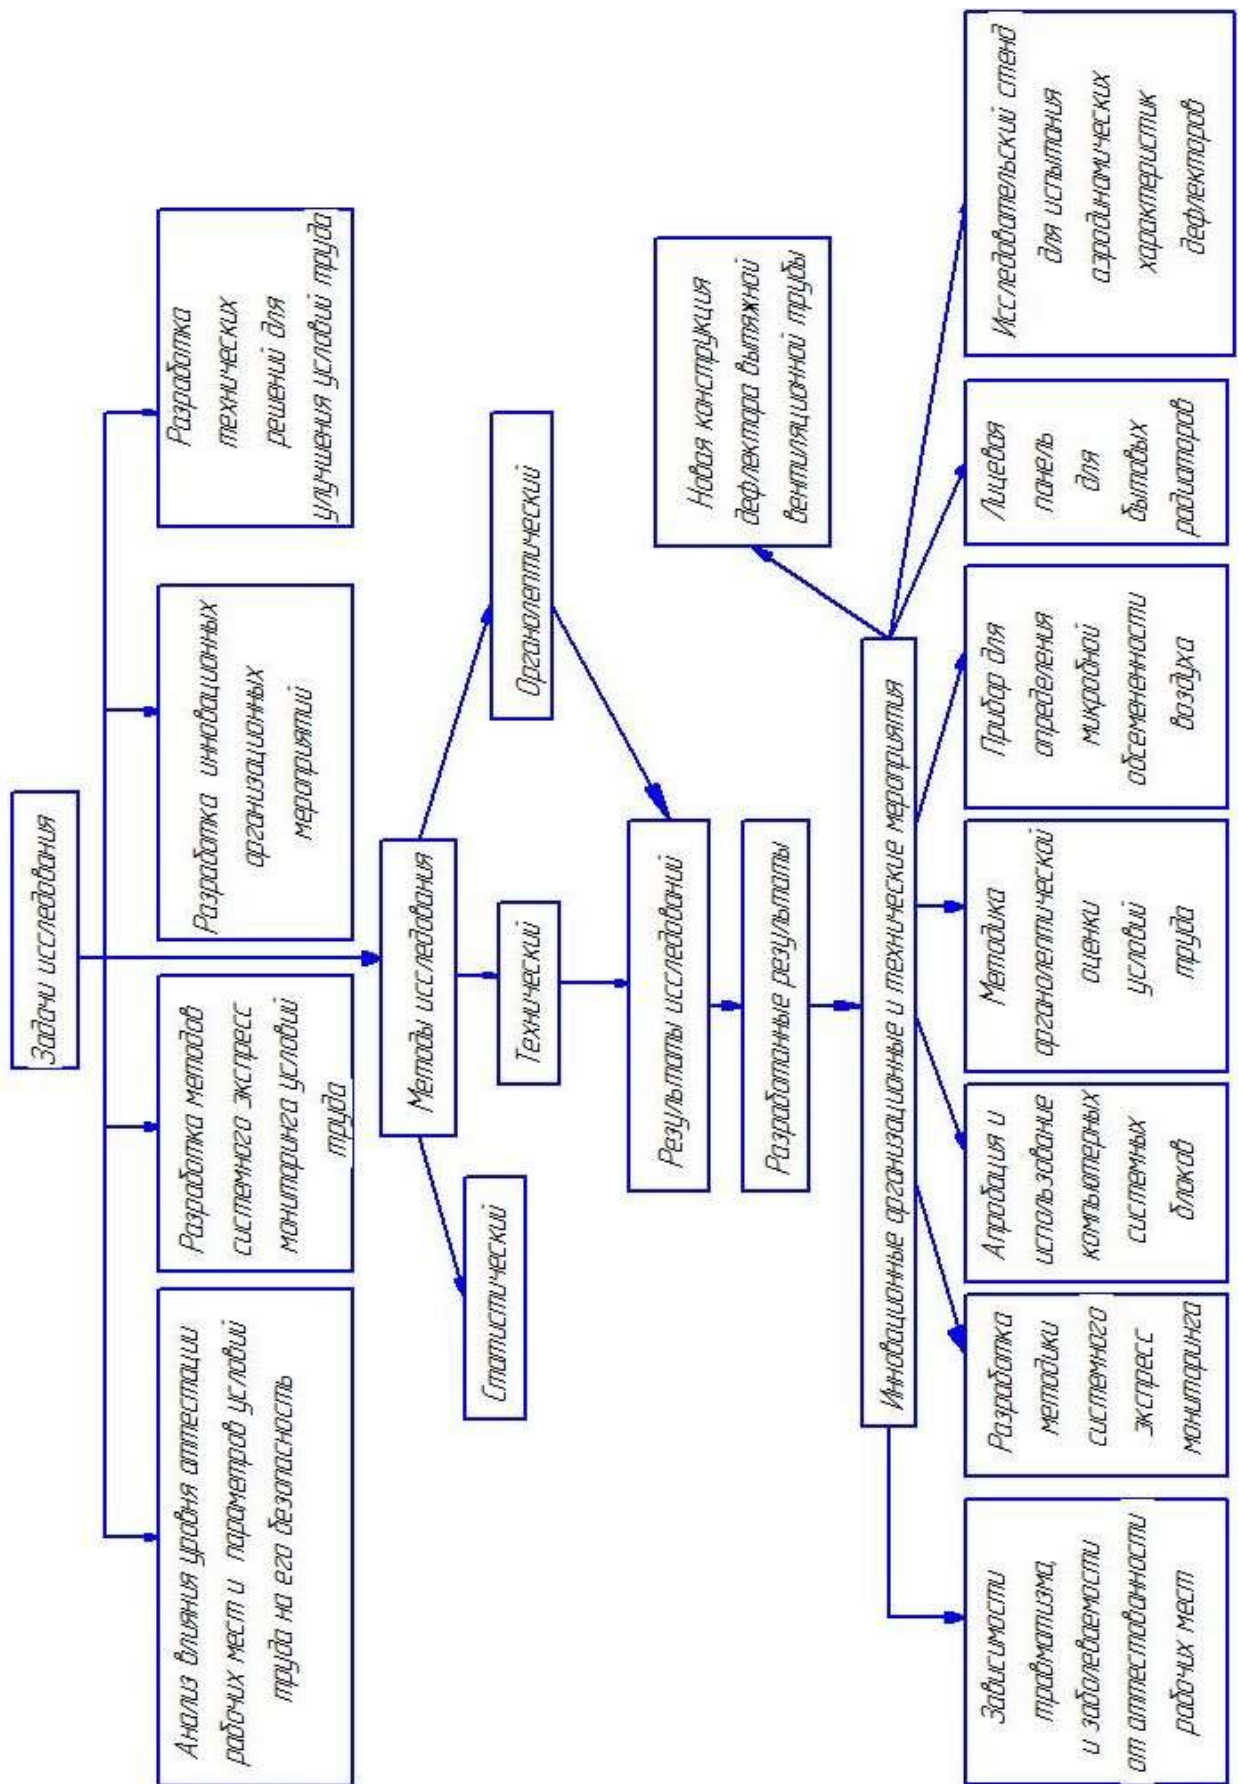 Задачи исследования
Анализ влияния уровня аттестации
рабочих мест и параметров условий
труда на его безопасность
Разработка методов
системного экспресс
мониторинга условий
труда
Разработка инновационных
организационных
мероприятий
Разработка
технических
решений для
улучшения условий труда
Методы исследования
Статистический
Технический
Органолептический
Результаты исследований
Разработанные результаты
Новая конструкция
дефлектора вытяжной
вентиляционной трубы
Инновационные организационные и технические мероприятия
Зависимости
травматизма,
и заболеваемости
от аттестованности
рабочих мест
Разработка
методики
системного
экспресс
мониторинга
Апробация и
использование
компьютерных
системных
блоков
Методика
органолептической
оценки
условий
труда
Прибор для
определения
микробной
обсемененности
воздуха
Лицевая
панель
для
бытовых
радиаторов
Исследовательский стенд
для испытания
аэродинамических
характеристик
дефлекторов